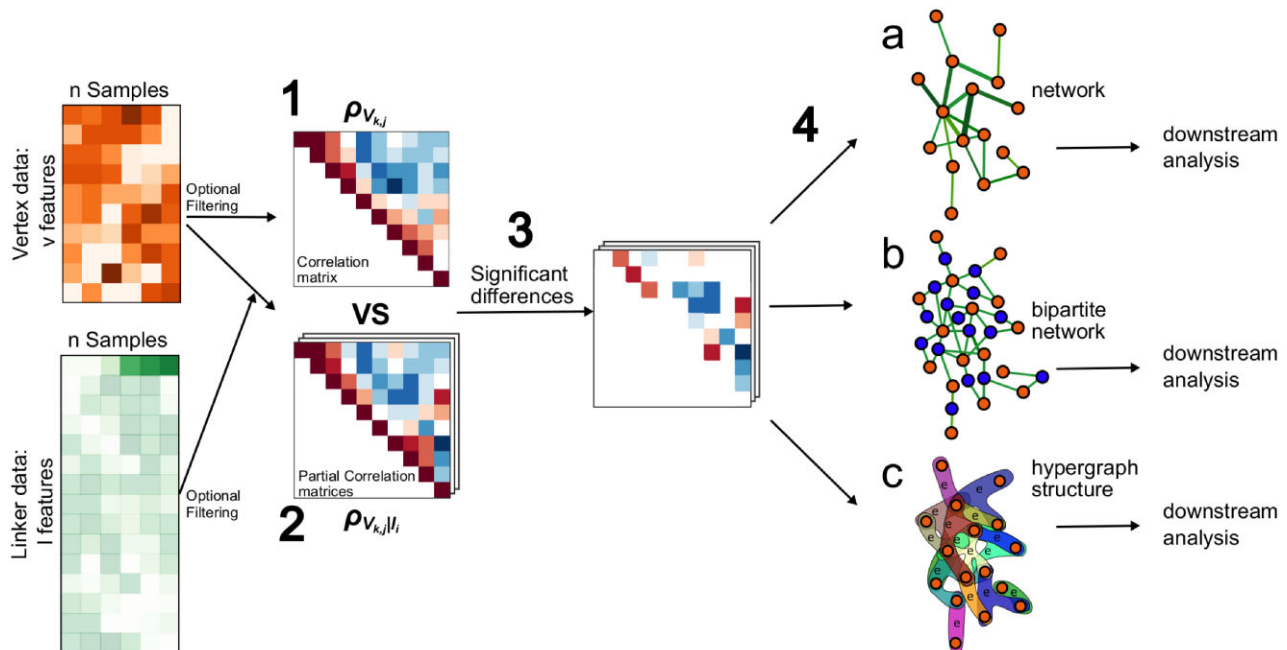 n Samples
Vertex data:
v features
Optional
Filtering
n Samples
Linker data:
l features
Optional
Filtering
1
ρVk,j
Correlation
matrix
VS
Partial Correlation
matrices
2
ρVk,j|li
3
Significant
differences
4
a
network
downstream
analysis
b
bipartite
network
downstream
analysis
c
hypergraph
structure
downstream
analysis
e
e
e
e
e
e
e
e
e
e
e
e